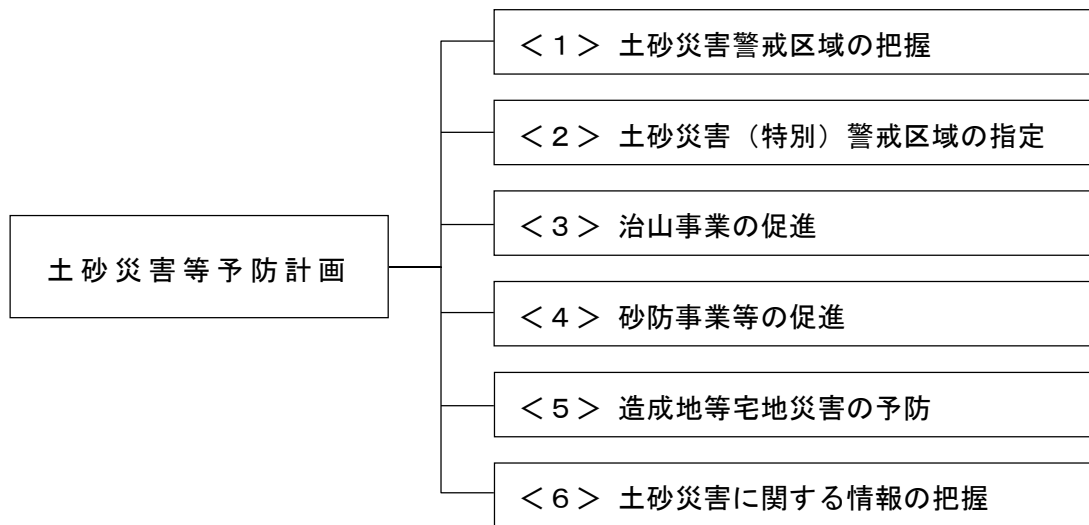 ＜１＞ 土砂災害警戒区域の把握
＜２＞ 土砂災害（特別）警戒区域の指定
＜３＞ 治山事業の促進
土砂災害等予防計画
＜４＞ 砂防事業等の促進
＜５＞ 造成地等宅地災害の予防
＜６＞ 土砂災害に関する情報の把握